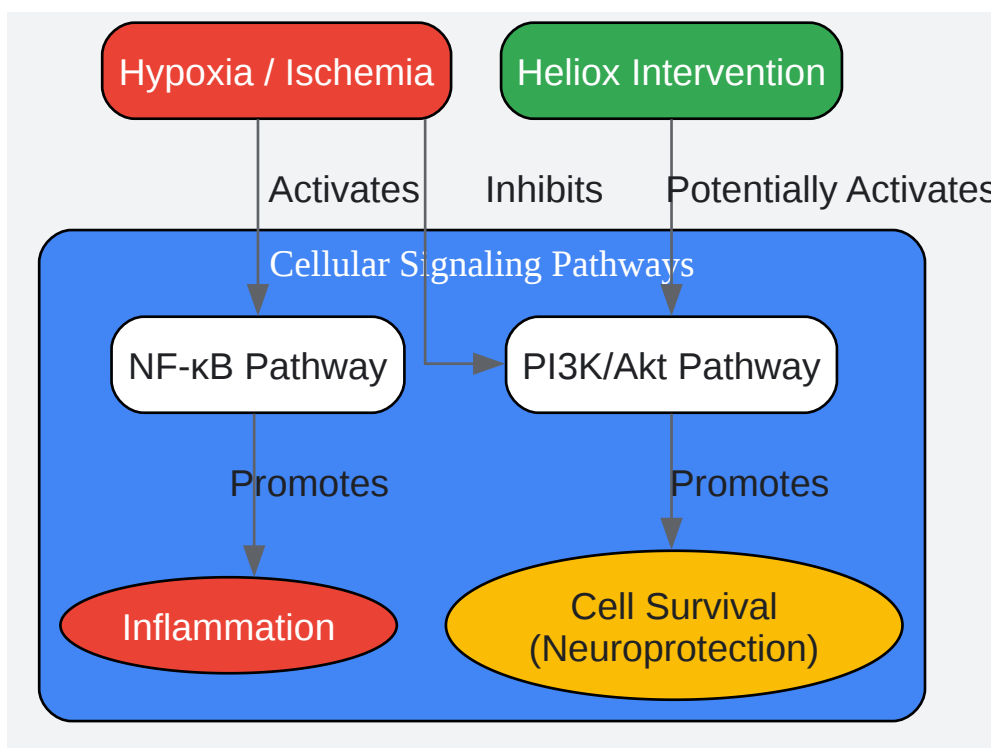 Hypoxia / Ischemia
Heliox Intervention
Activates
Inhibits
Potentially Activates
Cellular Signaling Pathways
NF-κB Pathway
PI3K/Akt Pathway
Promotes
Promotes
Inflammation
Cell Survival
(Neuroprotection)